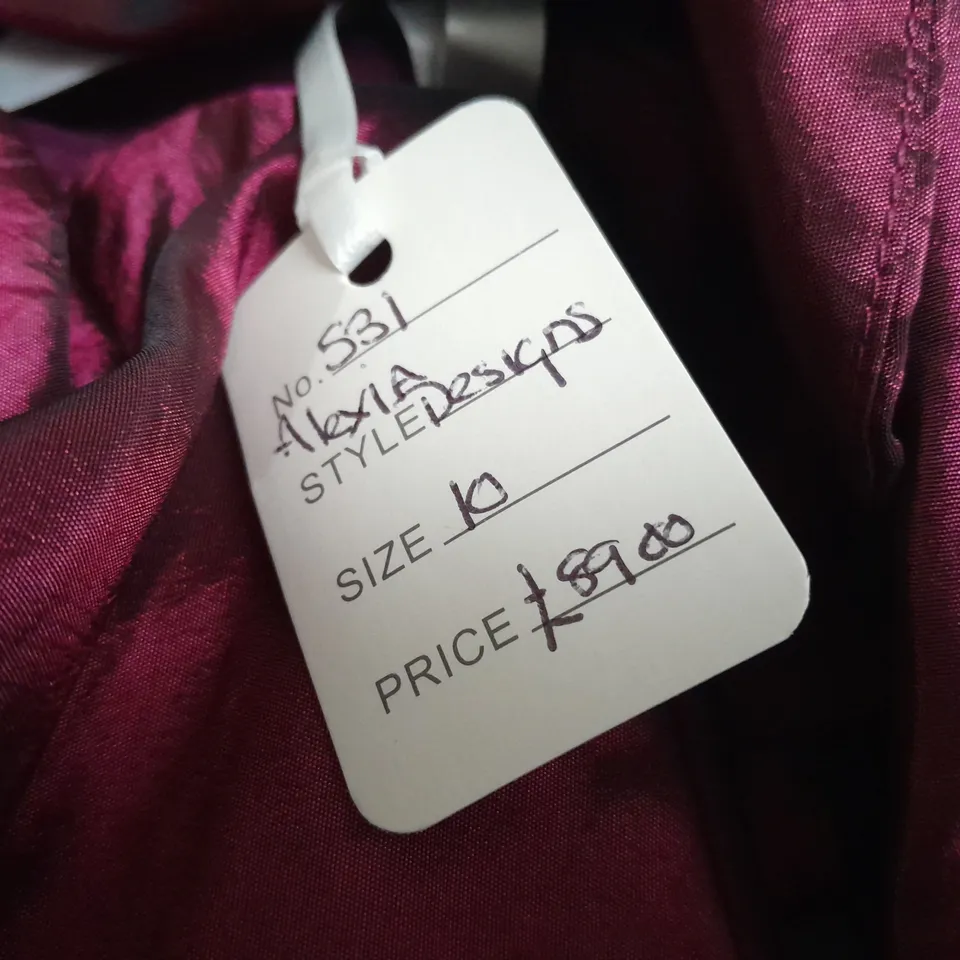 NO. 531
AlexIA
STYLE Designs
SIZE 10
PRICE £89 00